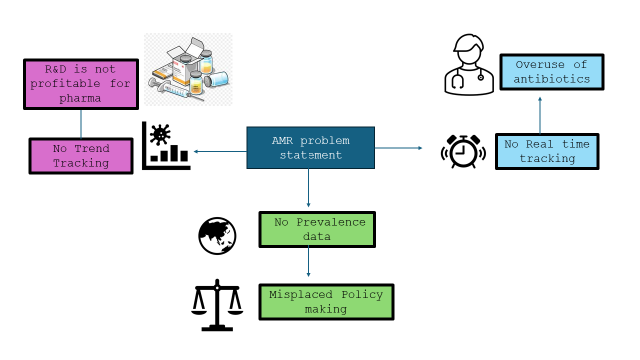 R&D is not
profitable for
pharma
No Trend
Tracking
AMR problem
statement
Overuse of
antibiotics
No Real time
tracking
No Prevalence
data
Misplaced Policy
making